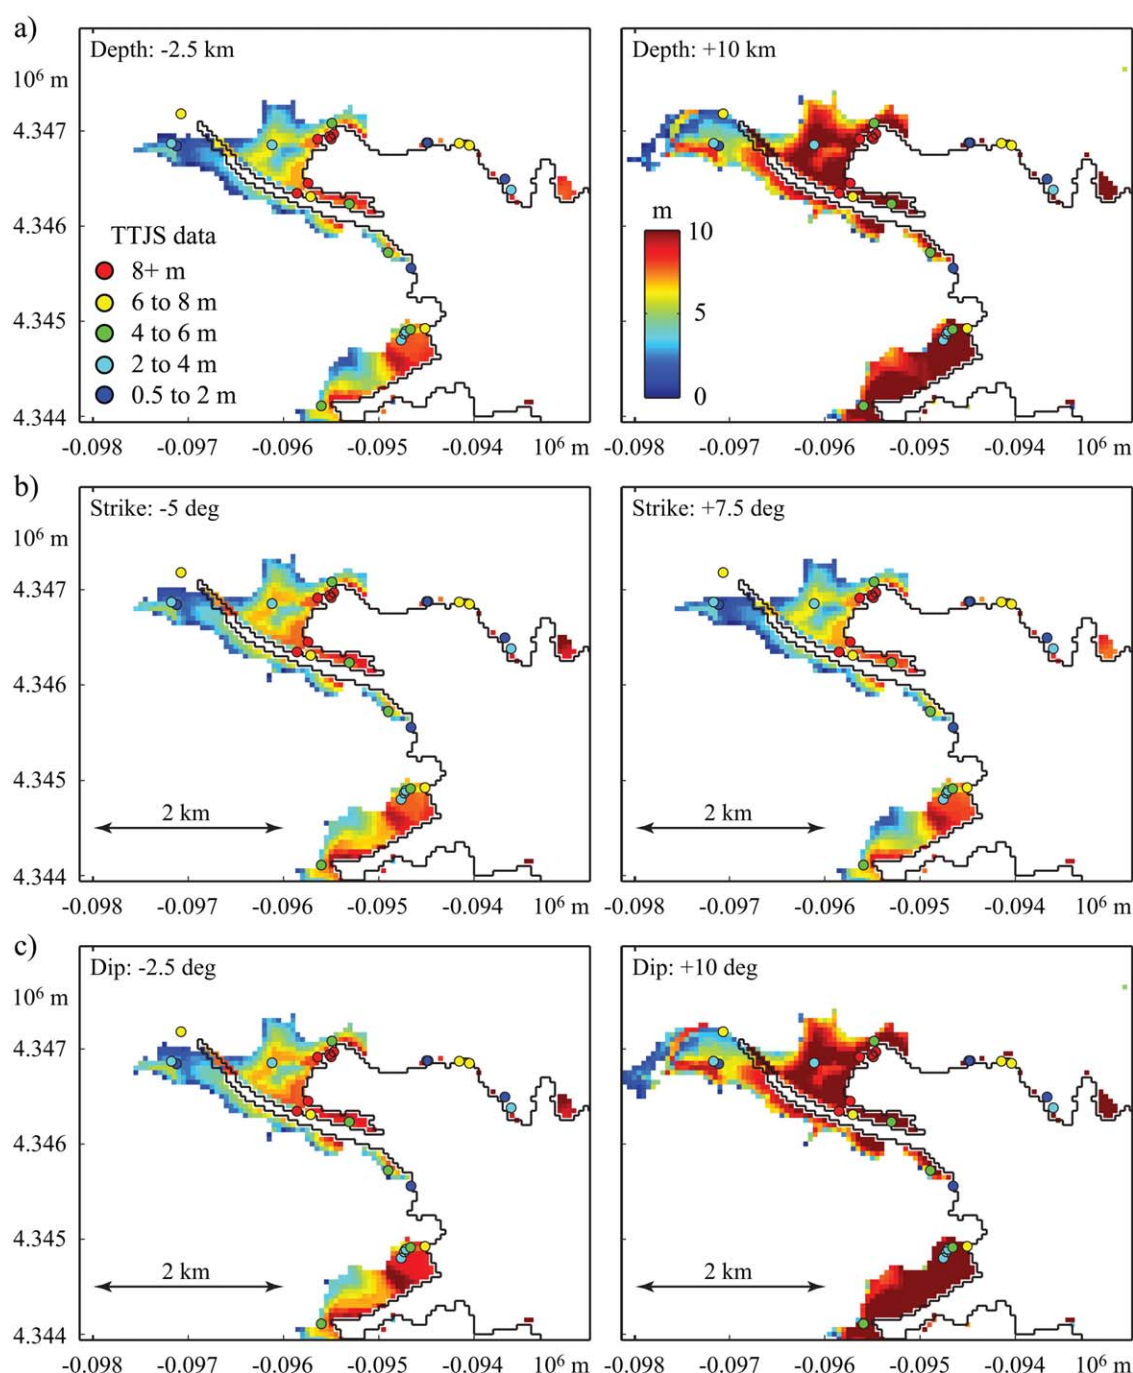 a)
Depth: -2.5 km
Depth: +10 km
10⁶ m
4.347
4.346
4.345
4.344
TTJS data
8+ m
6 to 8 m
4 to 6 m
2 to 4 m
0.5 to 2 m
m
10
5
0
-0.098 -0.097 -0.096 -0.095 -0.094 10⁶ m
-0.098 -0.097 -0.096 -0.095 -0.094 10⁶ m
b)
Strike: -5 deg
Strike: +7.5 deg
10⁶ m
4.347
4.346
4.345
4.344
2 km
2 km
-0.098 -0.097 -0.096 -0.095 -0.094 10⁶ m
-0.098 -0.097 -0.096 -0.095 -0.094 10⁶ m
c)
Dip: -2.5 deg
Dip: +10 deg
10⁶ m
4.347
4.346
4.345
4.344
2 km
2 km
-0.098 -0.097 -0.096 -0.095 -0.094 10⁶ m
-0.098 -0.097 -0.096 -0.095 -0.094 10⁶ m